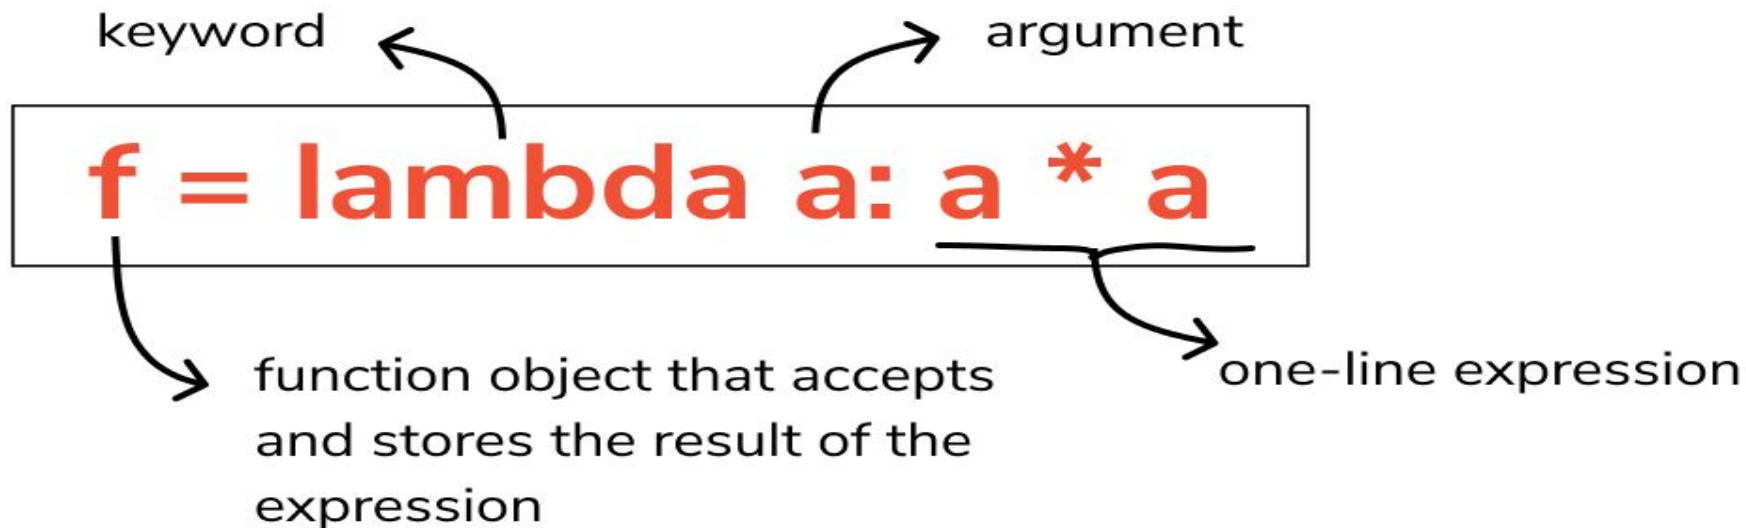 keyword
argument
f = lambda a: a * a
function object that accepts
and stores the result of the
expression
one-line expression